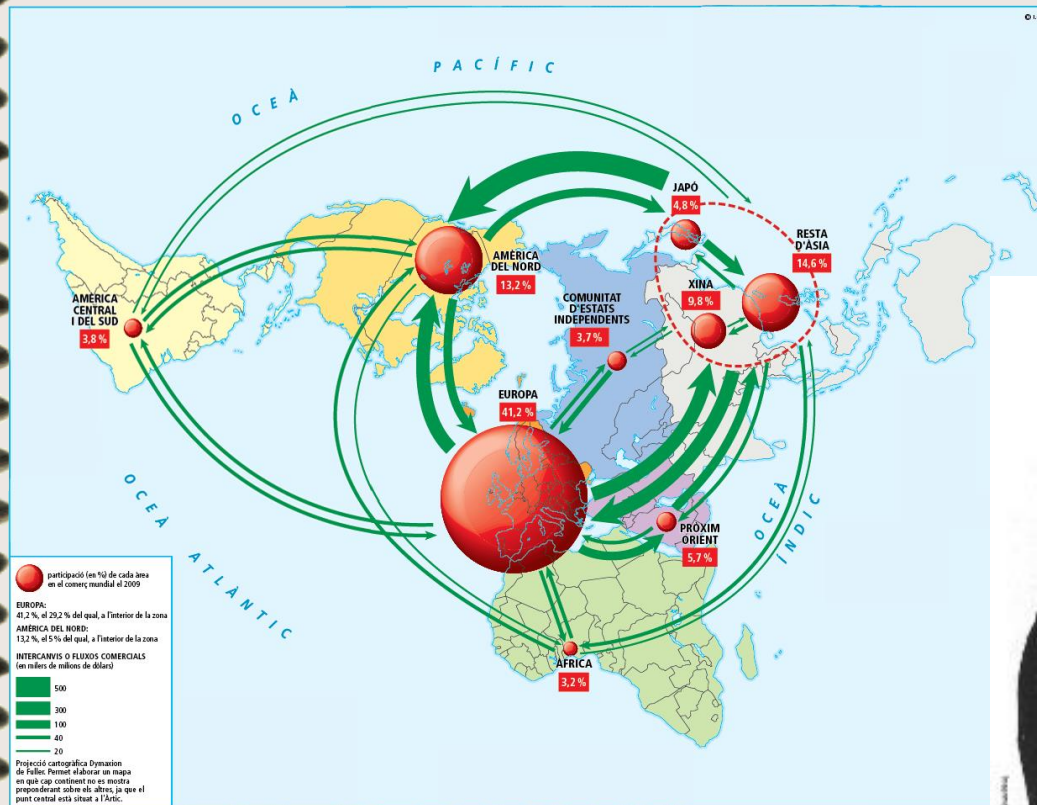 © L
PACÍFIC
OCEÀ
JAPÓ
4,8 %
RESTA
D'ÀSIA
14,6 %
AMÈRICA
DEL NORD
13,2 %
XINA
9,8 %
COMUNITAT
D'ESTATS
INDEPENDENTS
3,7 %
AMÈRICA
CENTRAL
I DEL SUD
3,8 %
EUROPA
41,2 %
OCEÀ
ÍNDIC
PRÒXIM
ORIENT
5,7 %
OCEÀ ATLÀNTIC
ÀFRICA
3,2 %
participació (en %) de cada àrea
en el comerç mundial el 2009
EUROPA:
41,2 %, el 29,2 % del qual, a l'interior de la zona
AMÈRICA DEL NORD:
13,2 %, el 5 % del qual, a l'interior de la zona
INTERCANVIS O FLUXOS COMERCIALS
(en milers de milions de dòlars)
500
300
100
40
20
Projecció cartogràfica Dymaxion
de Fuller. Permet elaborar un mapa
en què cap continent no es mostra
preponderant sobre els altres, ja que el
punt central està situat a l'Àrtic.